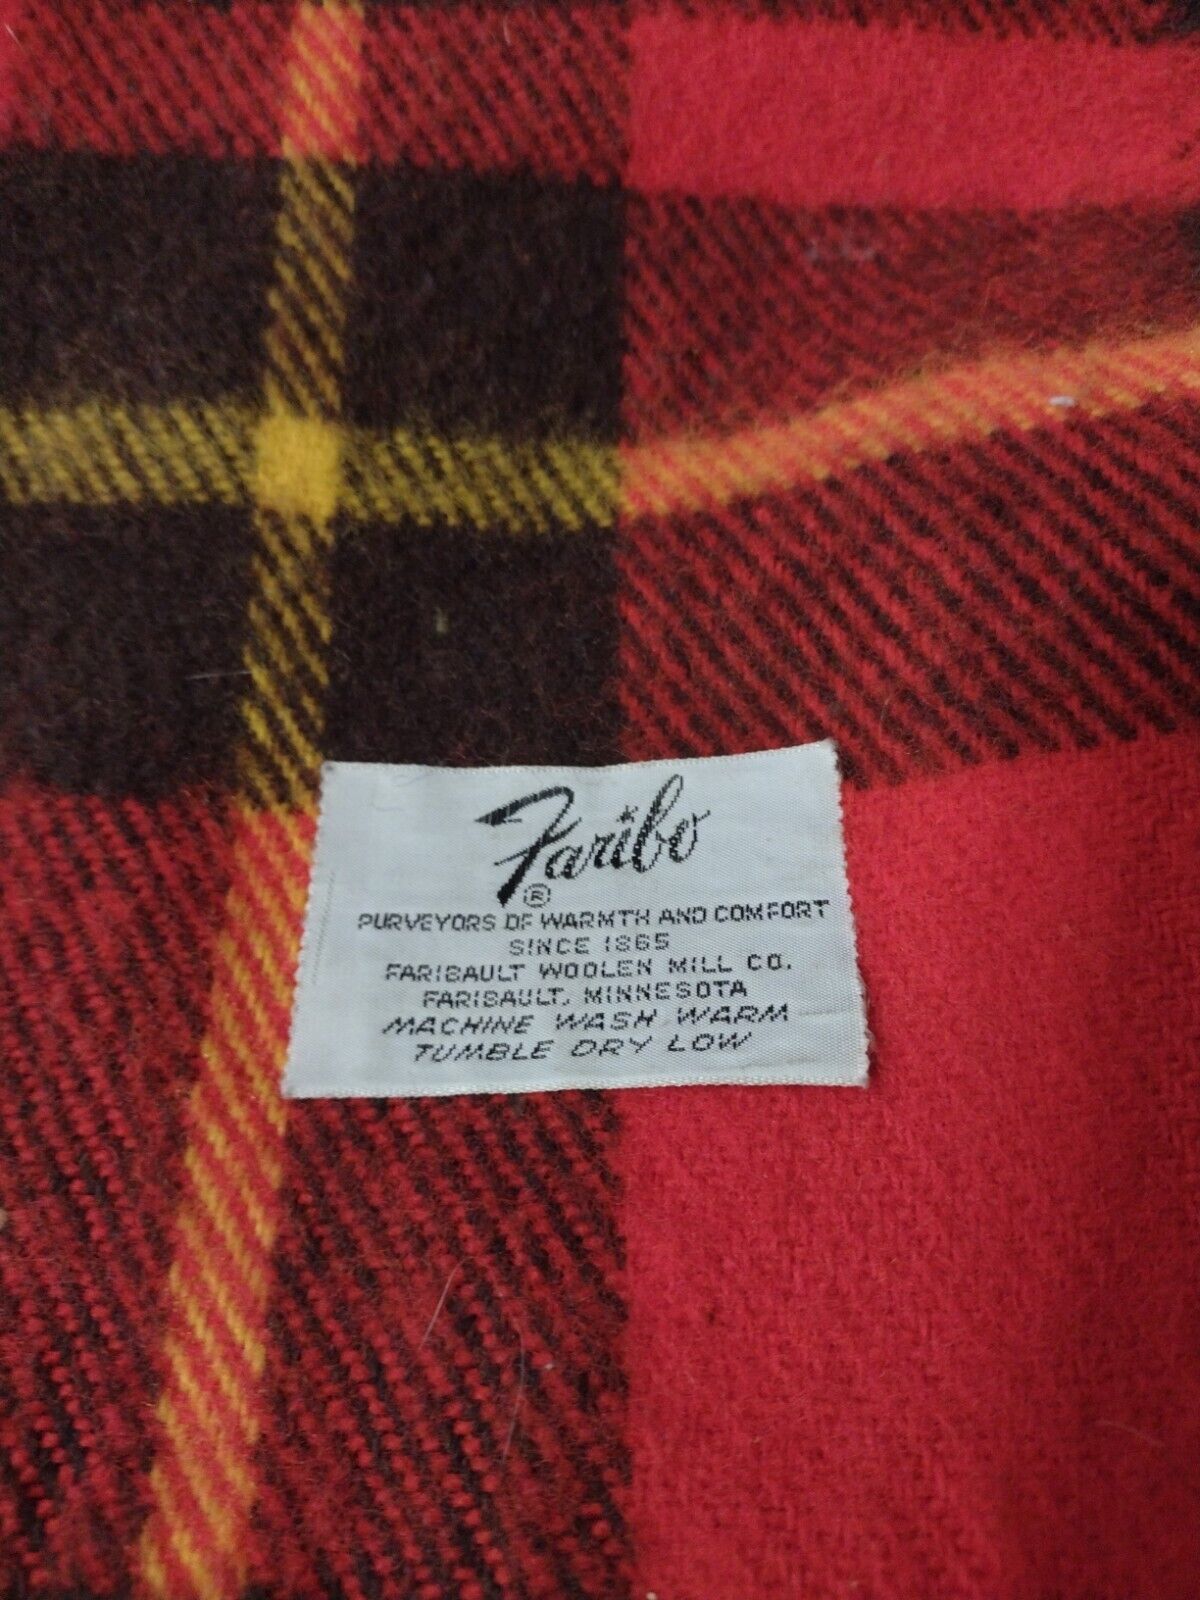 Faribo
®
PURVEYORS OF WARMTH AND COMFORT
SINCE 1865
FARIBAULT WOOLEN MILL CO.
FARIBAULT, MINNESOTA
MACHINE WASH WARM
TUMBLE DRY LOW